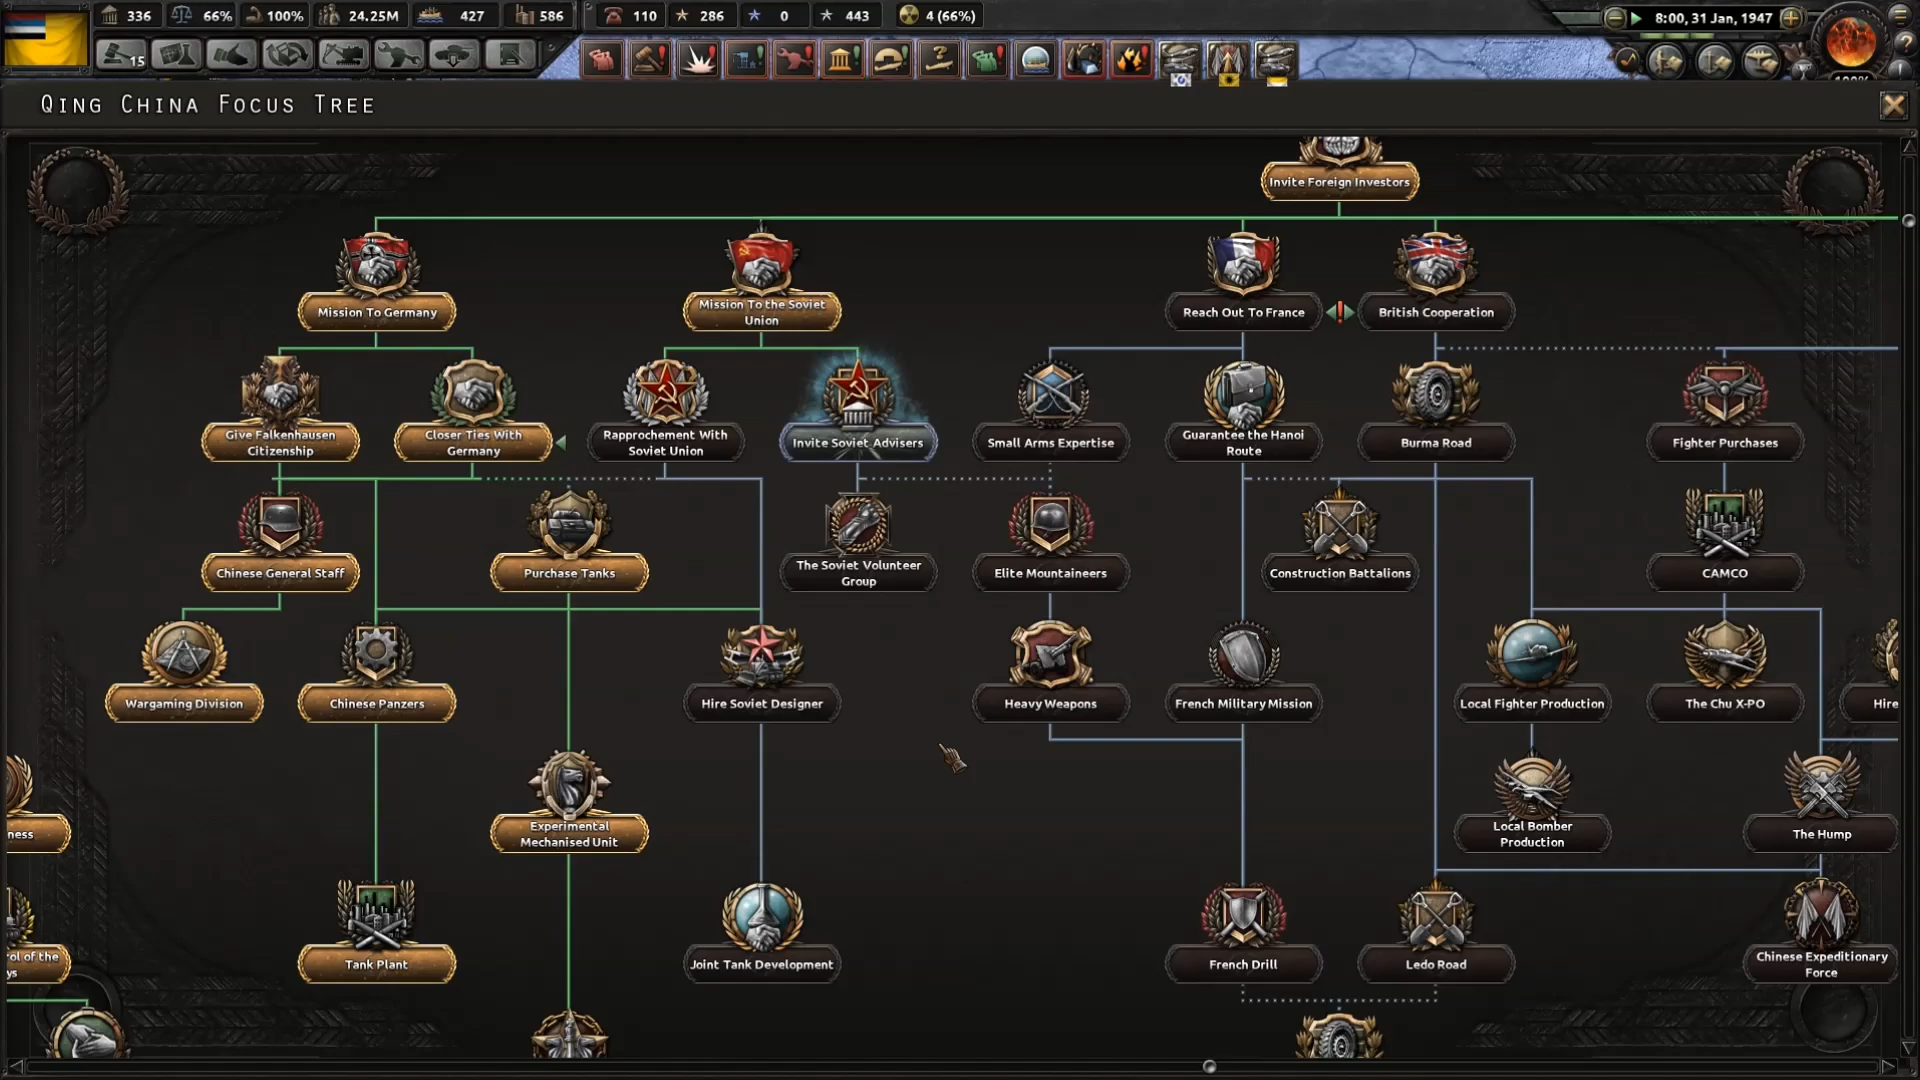 336
66%
100%
24.25M
427
586
110
286
0
443
4 (66%)
8:00, 31 Jan, 1947
15
100%
Qing China Focus Tree
Invite Foreign Investors
Mission To Germany
Mission To the Soviet
Union
Reach Out To France
British Cooperation
Give Falkenhausen
Citizenship
Closer Ties With
Germany
Rapprochement With
Soviet Union
Invite Soviet Advisers
Small Arms Expertise
Guarantee the Hanoi
Route
Burma Road
Fighter Purchases
Chinese General Staff
Purchase Tanks
The Soviet Volunteer
Group
Elite Mountaineers
Construction Battalions
CAMCO
Wargaming Division
Chinese Panzers
Hire Soviet Designer
Heavy Weapons
French Military Mission
Local Fighter Production
The Chu X-PO
Hire
ness
Experimental
Mechanised Unit
Local Bomber
Production
The Hump
rol of the
ys
Tank Plant
Joint Tank Development
French Drill
Ledo Road
Chinese Expeditionary
Force